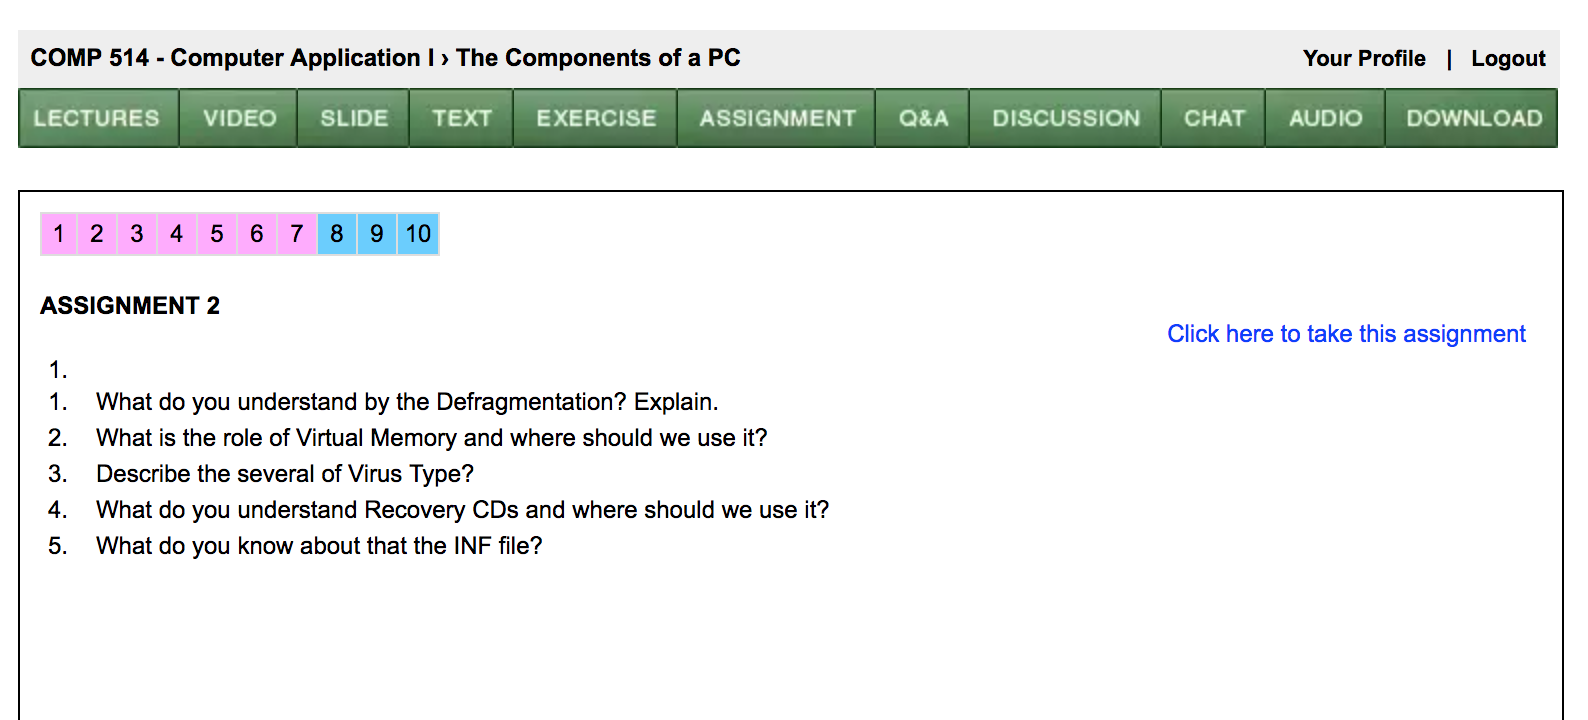 COMP 514 - Computer Application I › The Components of a PC
Your Profile | Logout
LECTURES VIDEO SLIDE TEXT EXERCISE ASSIGNMENT Q&A DISCUSSION CHAT AUDIO DOWNLOAD
1 2 3 4 5 6 7 8 9 10
ASSIGNMENT 2
Click here to take this assignment
1.
1. What do you understand by the Defragmentation? Explain.
2. What is the role of Virtual Memory and where should we use it?
3. Describe the several of Virus Type?
4. What do you understand Recovery CDs and where should we use it?
5. What do you know about that the INF file?